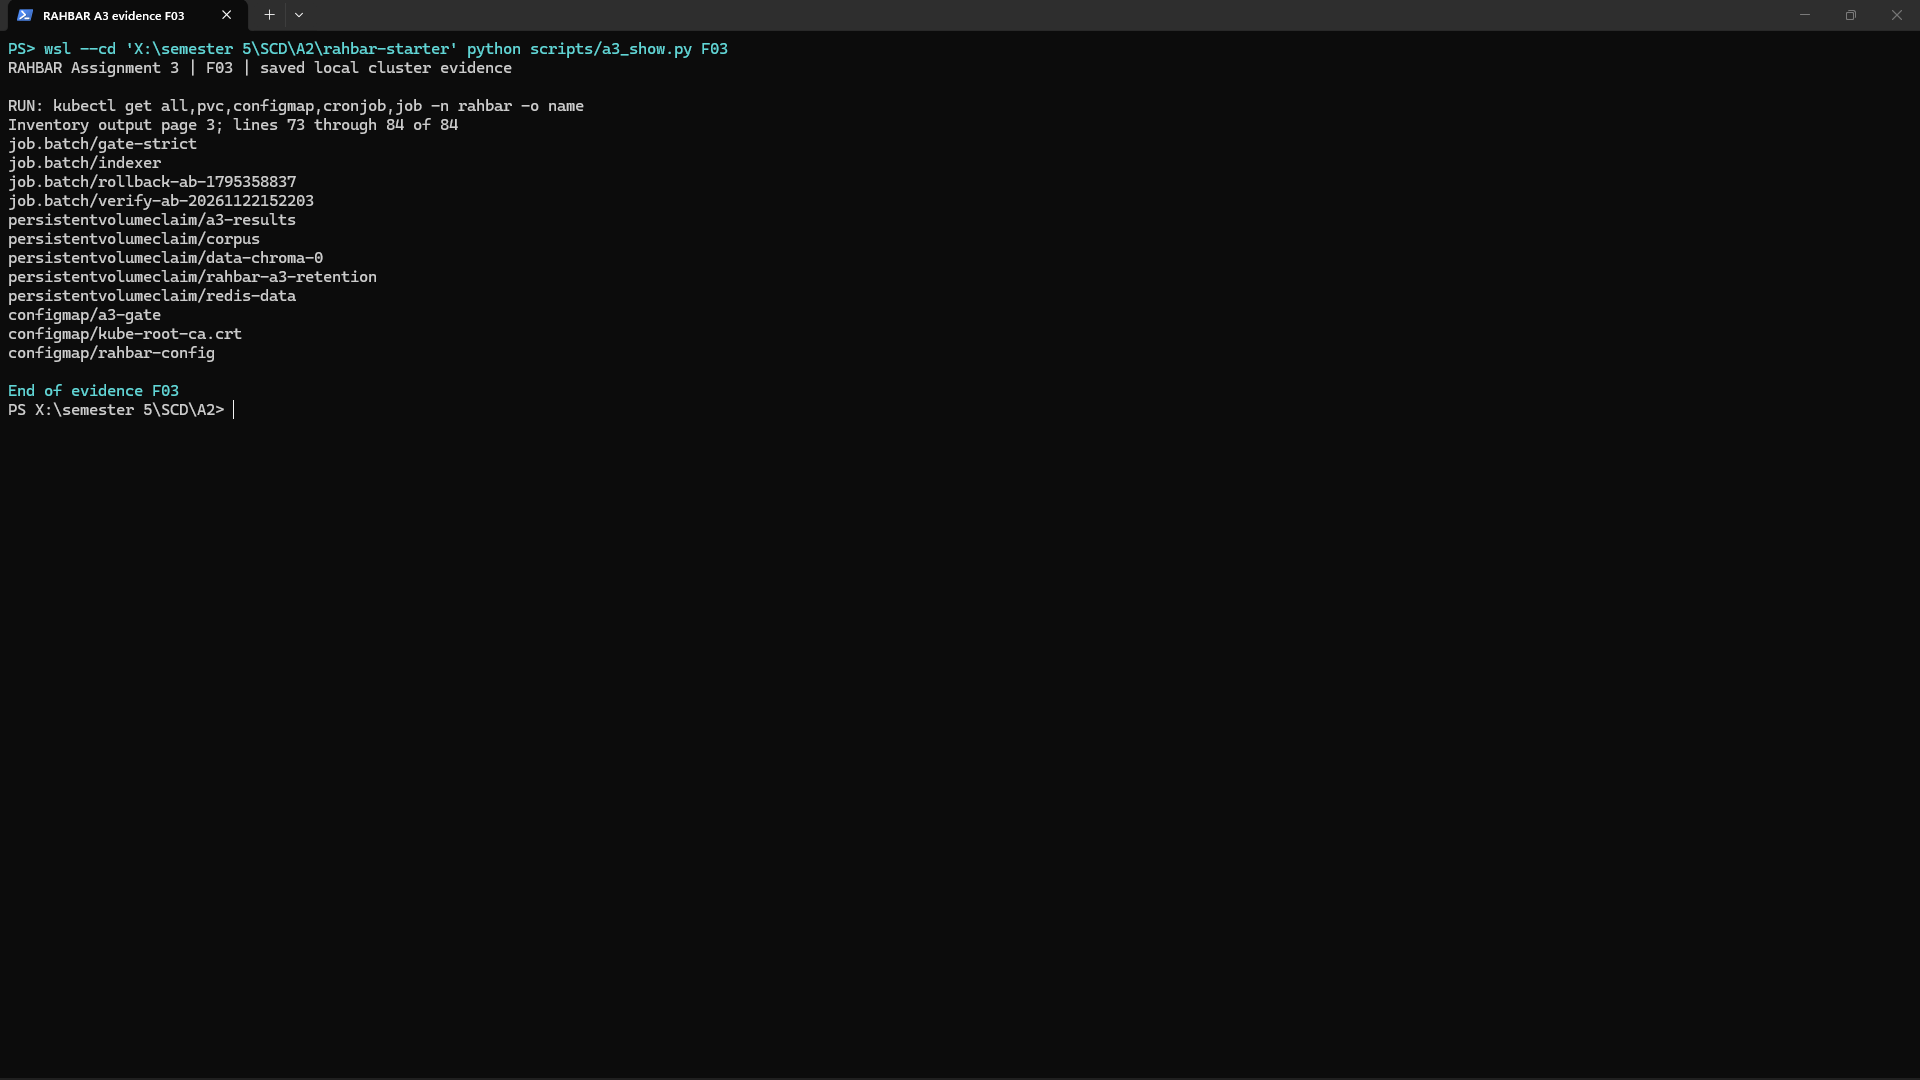 RAHBAR A3 evidence F03
PS> wsl --cd 'X:\semester 5\SCD\A2\rahbar-starter' python scripts/a3_show.py F03
RAHBAR Assignment 3 | F03 | saved local cluster evidence
RUN: kubectl get all,pvc,configmap,cronjob,job -n rahbar -o name
Inventory output page 3; lines 73 through 84 of 84
job.batch/gate-strict
job.batch/indexer
job.batch/rollback-ab-1795358837
job.batch/verify-ab-20261122152203
persistentvolumeclaim/a3-results
persistentvolumeclaim/corpus
persistentvolumeclaim/data-chroma-0
persistentvolumeclaim/rahbar-a3-retention
persistentvolumeclaim/redis-data
configmap/a3-gate
configmap/kube-root-ca.crt
configmap/rahbar-config
End of evidence F03
PS X:\semester 5\SCD\A2>